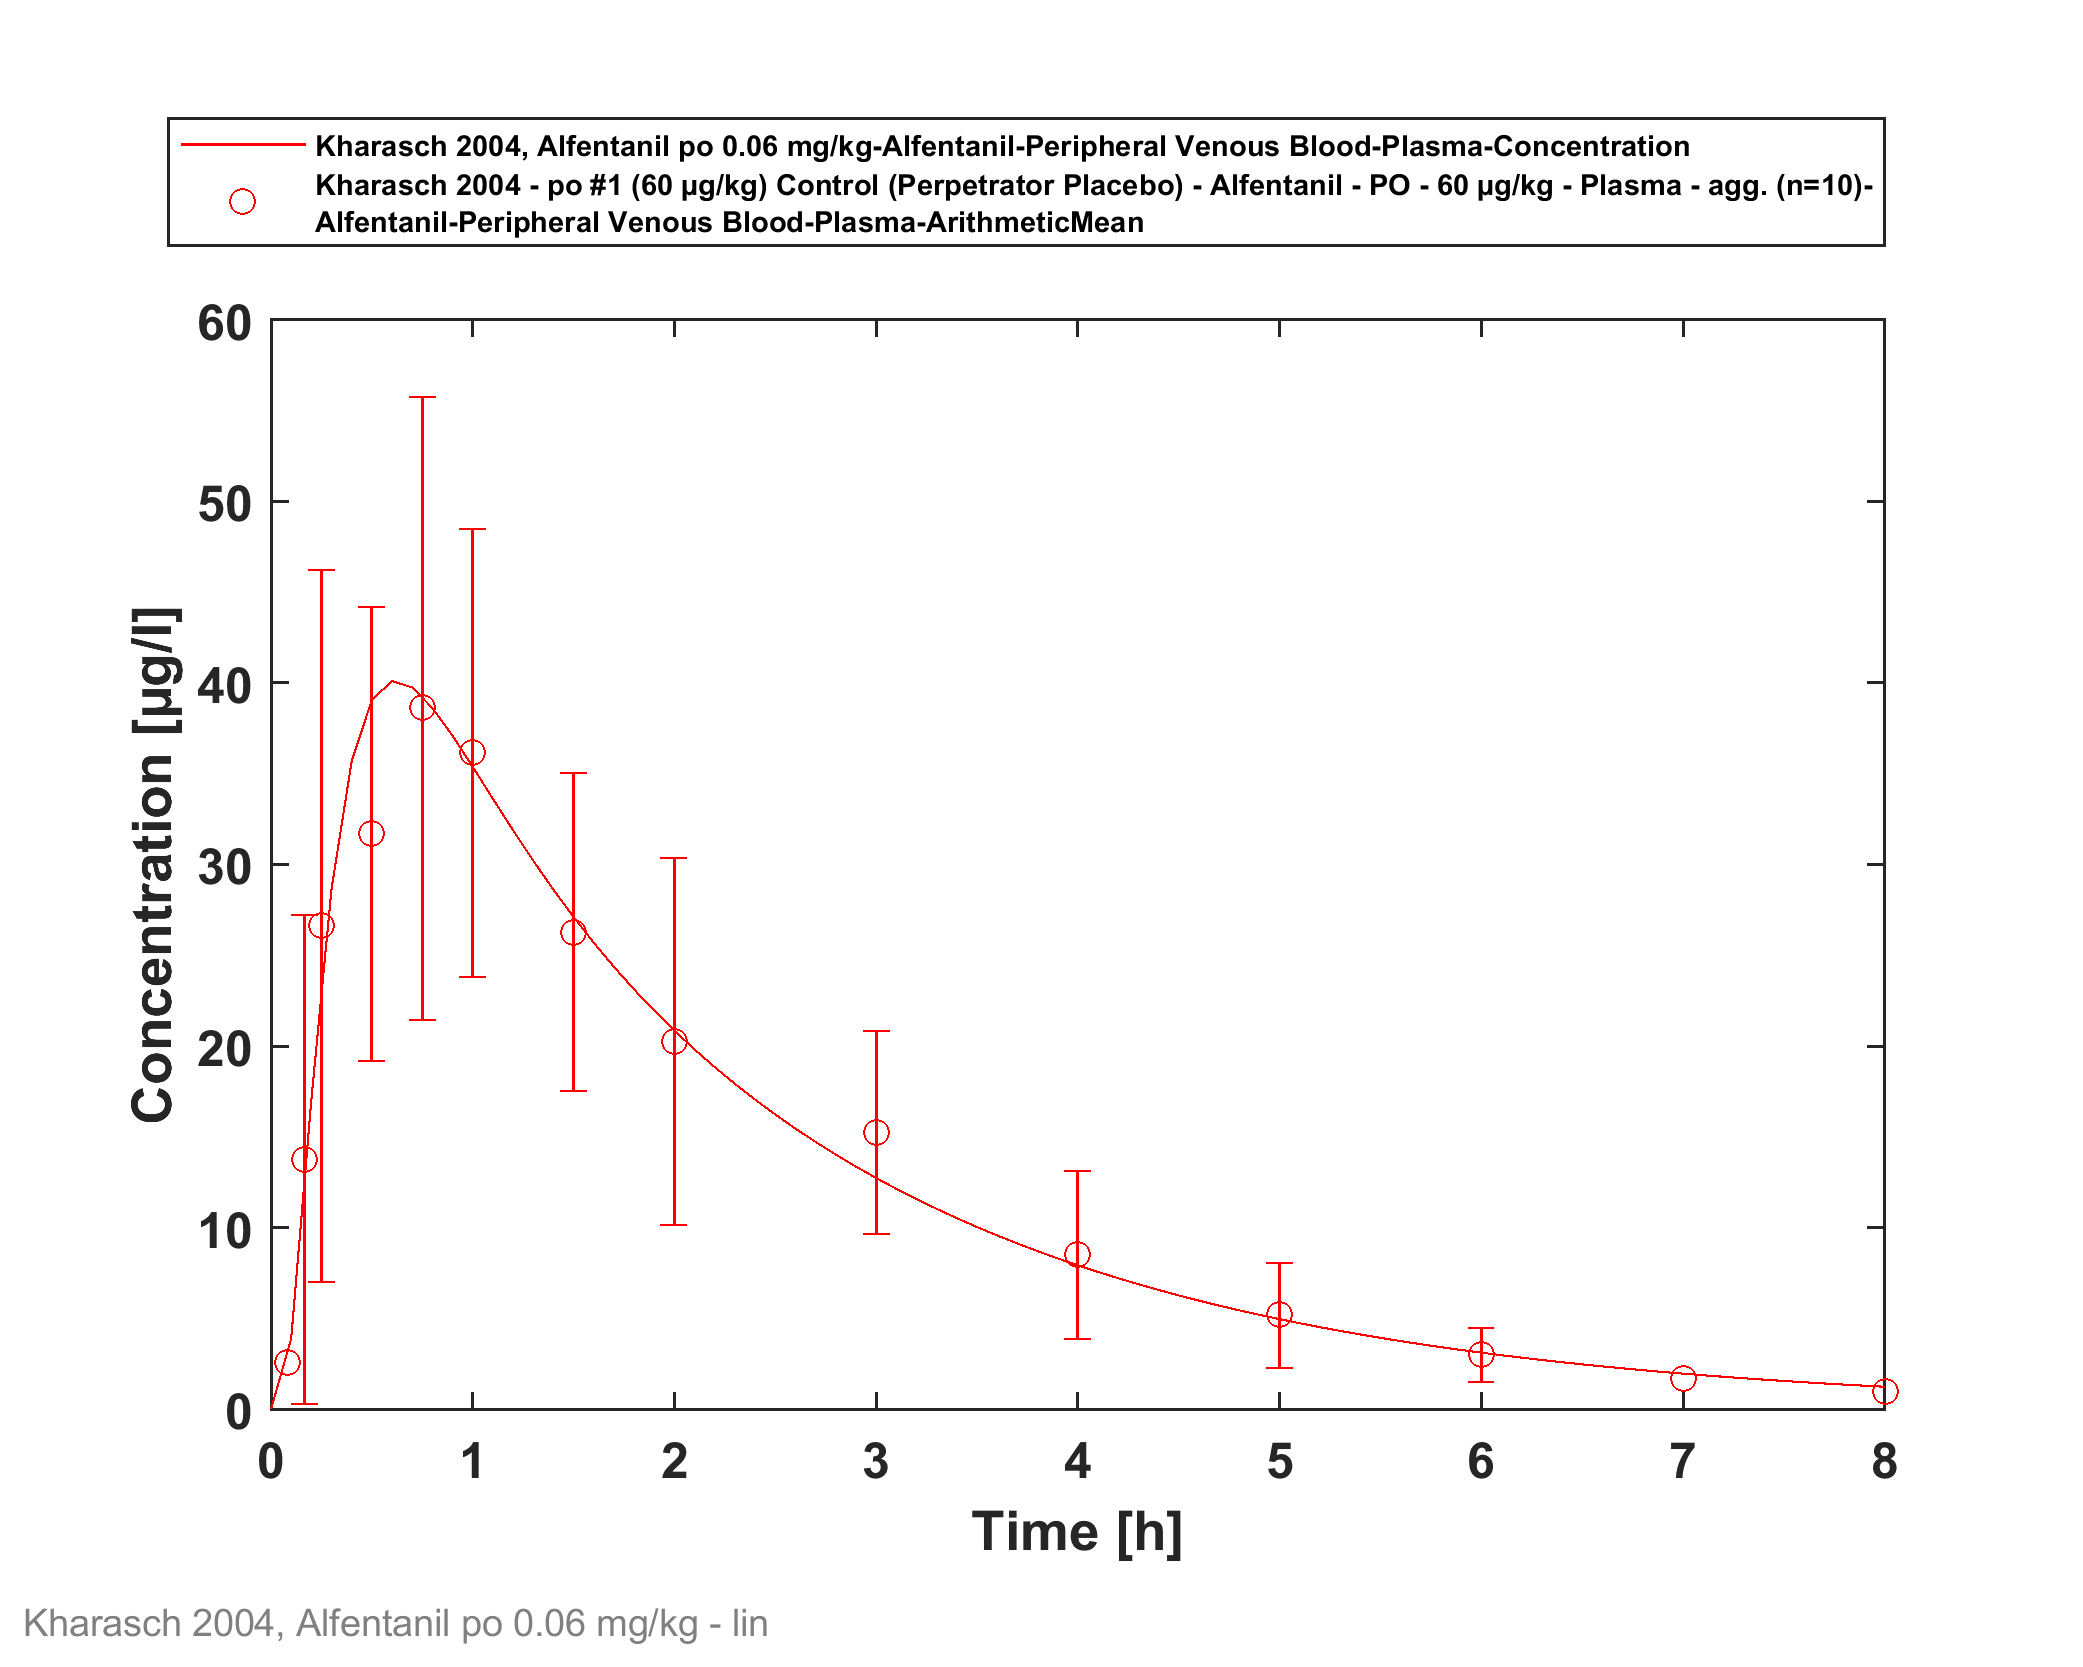 Kharasch 2004, Alfentanil po 0.06 mg/kg-Alfentanil-Peripheral Venous Blood-Plasma-Concentration
Kharasch 2004 - po #1 (60 µg/kg) Control (Perpetrator Placebo) - Alfentanil - PO - 60 µg/kg - Plasma - agg. (n=10)-
Alfentanil-Peripheral Venous Blood-Plasma-ArithmeticMean
60
50
40
30
20
10
0
Concentration [µg/l]
0 1 2 3 4 5 6 7 8
Time [h]
Kharasch 2004, Alfentanil po 0.06 mg/kg - lin